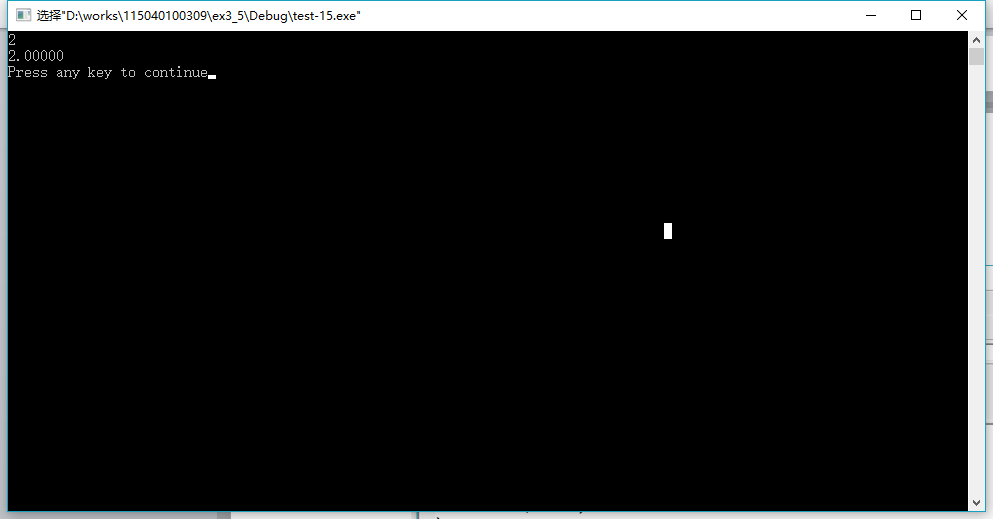 选择"D:\works\115040100309\ex3_5\Debug\test-15.exe"
2
2.00000
Press any key to continue